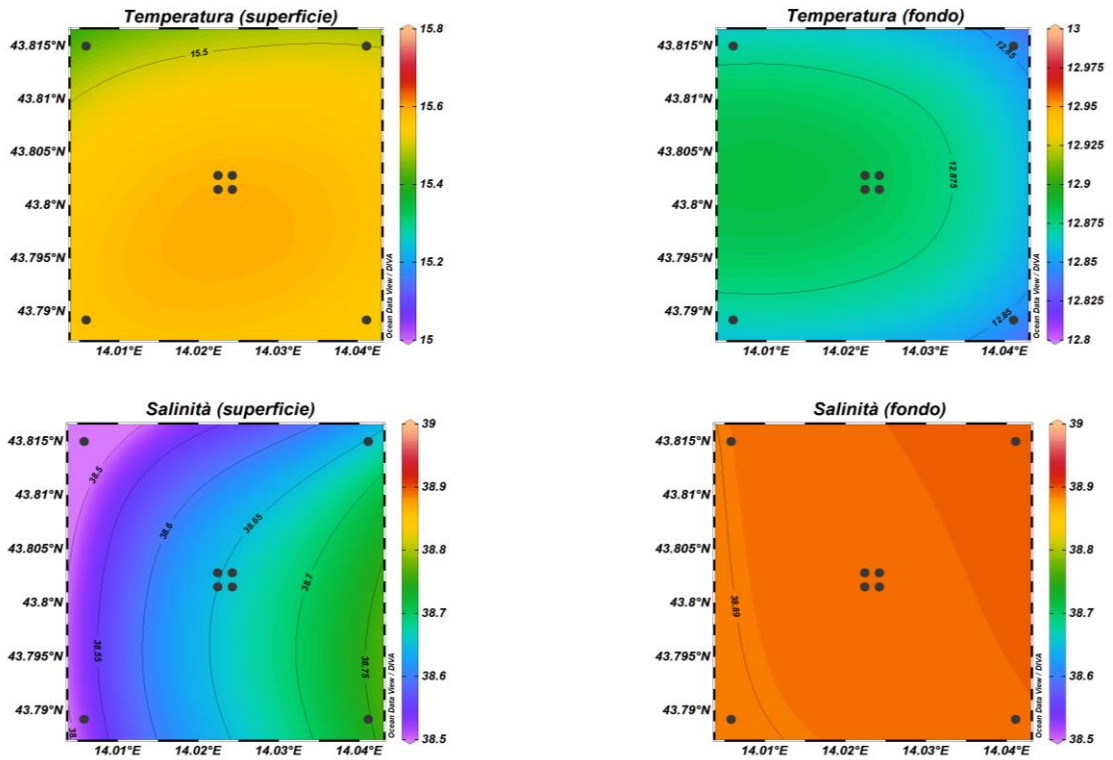 Temperatura (superficie)
43.815°N
43.81°N
43.805°N
43.8°N
43.795°N
43.79°N
15.5
14.01°E 14.02°E 14.03°E 14.04°E
Ocean Data View / DIVA
15.8
15.6
15.4
15.2
15
Temperatura (fondo)
43.815°N
43.81°N
43.805°N
43.8°N
43.795°N
43.79°N
12.85
12.875
12.85
14.01°E 14.02°E 14.03°E 14.04°E
Ocean Data View / DIVA
13
12.975
12.95
12.925
12.9
12.875
12.85
12.825
12.8
Salinità (superficie)
43.815°N
43.81°N
43.805°N
43.8°N
43.795°N
43.79°N
38.5
38.6
38.65
38.7
38.55
38.75
14.01°E 14.02°E 14.03°E 14.04°E
Ocean Data View / DIVA
39
38.9
38.8
38.7
38.6
38.5
Salinità (fondo)
43.815°N
43.81°N
43.805°N
43.8°N
43.795°N
43.79°N
38.89
14.01°E 14.02°E 14.03°E 14.04°E
Ocean Data View / DIVA
39
38.9
38.8
38.7
38.6
38.5